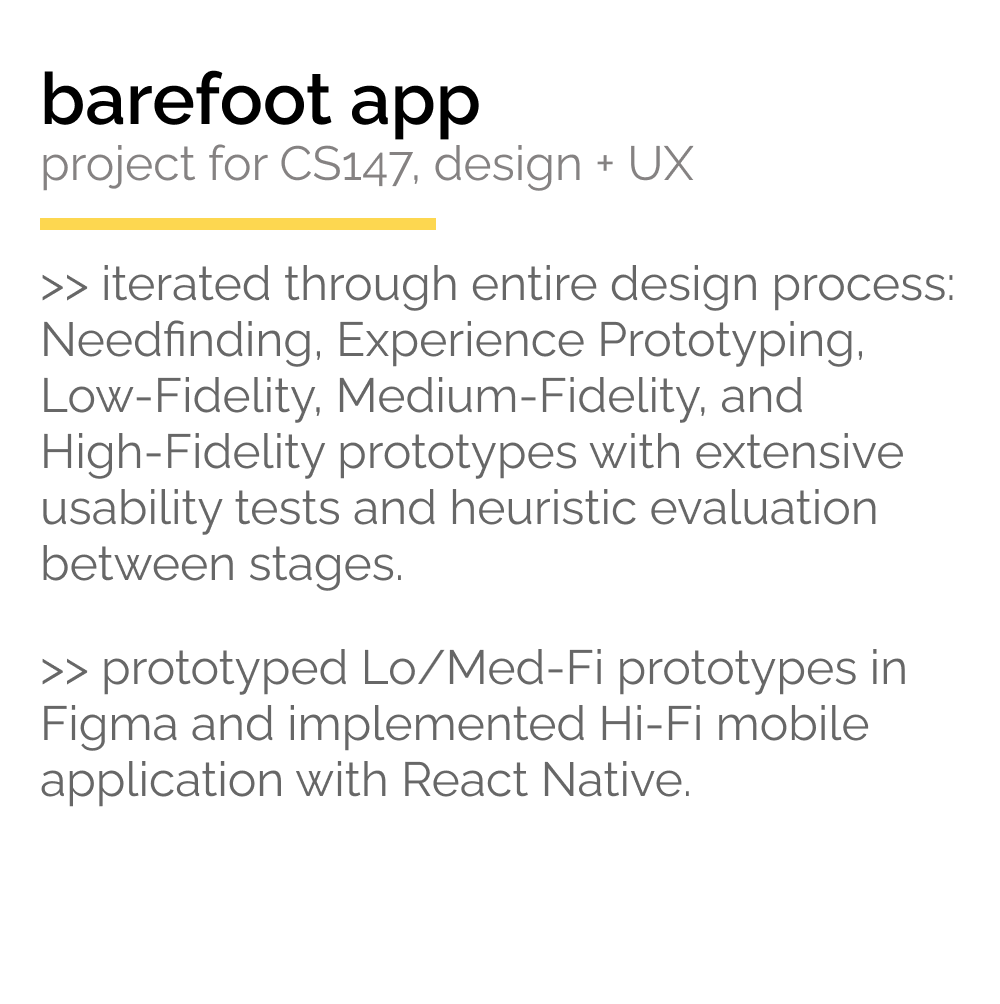 barefoot app
project for CS147, design + UX
>> iterated through entire design process:
Needfinding, Experience Prototyping,
Low-Fidelity, Medium-Fidelity, and
High-Fidelity prototypes with extensive
usability tests and heuristic evaluation
between stages.
>> prototyped Lo/Med-Fi prototypes in
Figma and implemented Hi-Fi mobile
application with React Native.